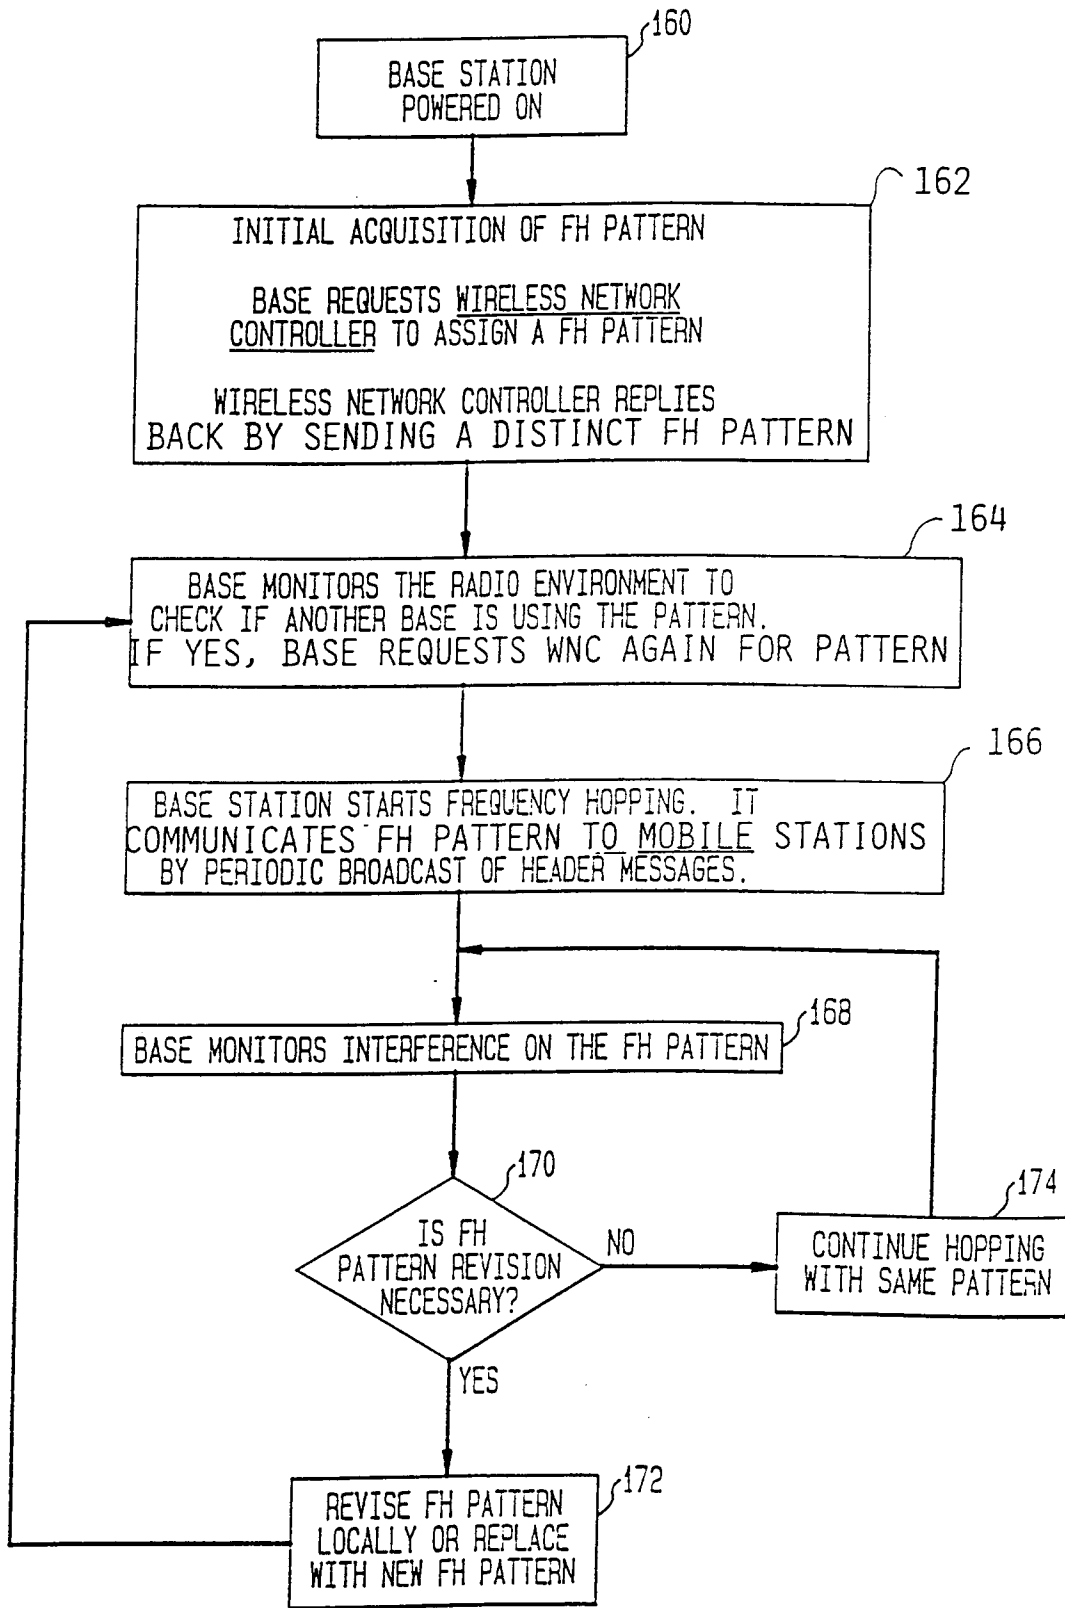 160
BASE STATION
POWERED ON
162
INITIAL ACQUISITION OF FH PATTERN
BASE REQUESTS WIRELESS NETWORK
CONTROLLER TO ASSIGN A FH PATTERN
WIRELESS NETWORK CONTROLLER REPLIES
BACK BY SENDING A DISTINCT FH PATTERN
164
BASE MONITORS THE RADIO ENVIRONMENT TO
CHECK IF ANOTHER BASE IS USING THE PATTERN.
IF YES, BASE REQUESTS WNC AGAIN FOR PATTERN
166
BASE STATION STARTS FREQUENCY HOPPING. IT
COMMUNICATES FH PATTERN TO MOBILE STATIONS
BY PERIODIC BROADCAST OF HEADER MESSAGES.
168
BASE MONITORS INTERFERENCE ON THE FH PATTERN
170
IS FH
PATTERN REVISION
NECESSARY?
NO
174
CONTINUE HOPPING
WITH SAME PATTERN
YES
172
REVISE FH PATTERN
LOCALLY OR REPLACE
WITH NEW FH PATTERN